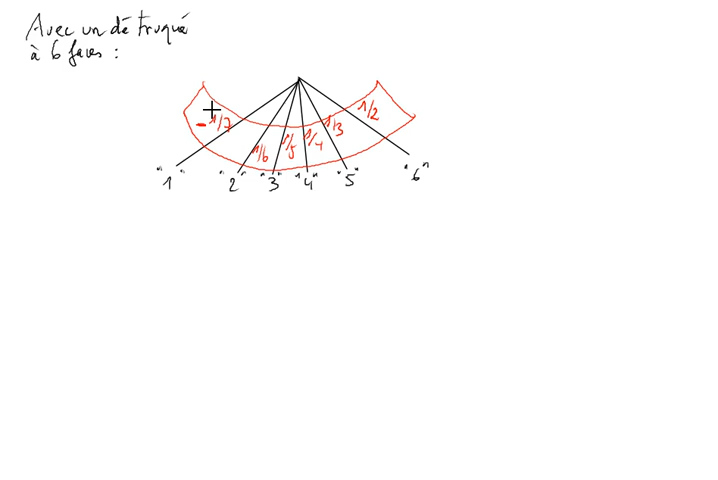 Avec un dé truqué
à 6 faces :
- 1/7 1/6 1/5 1/4 1/3 1/2
"1" "2" "3" "4" "5" "6"